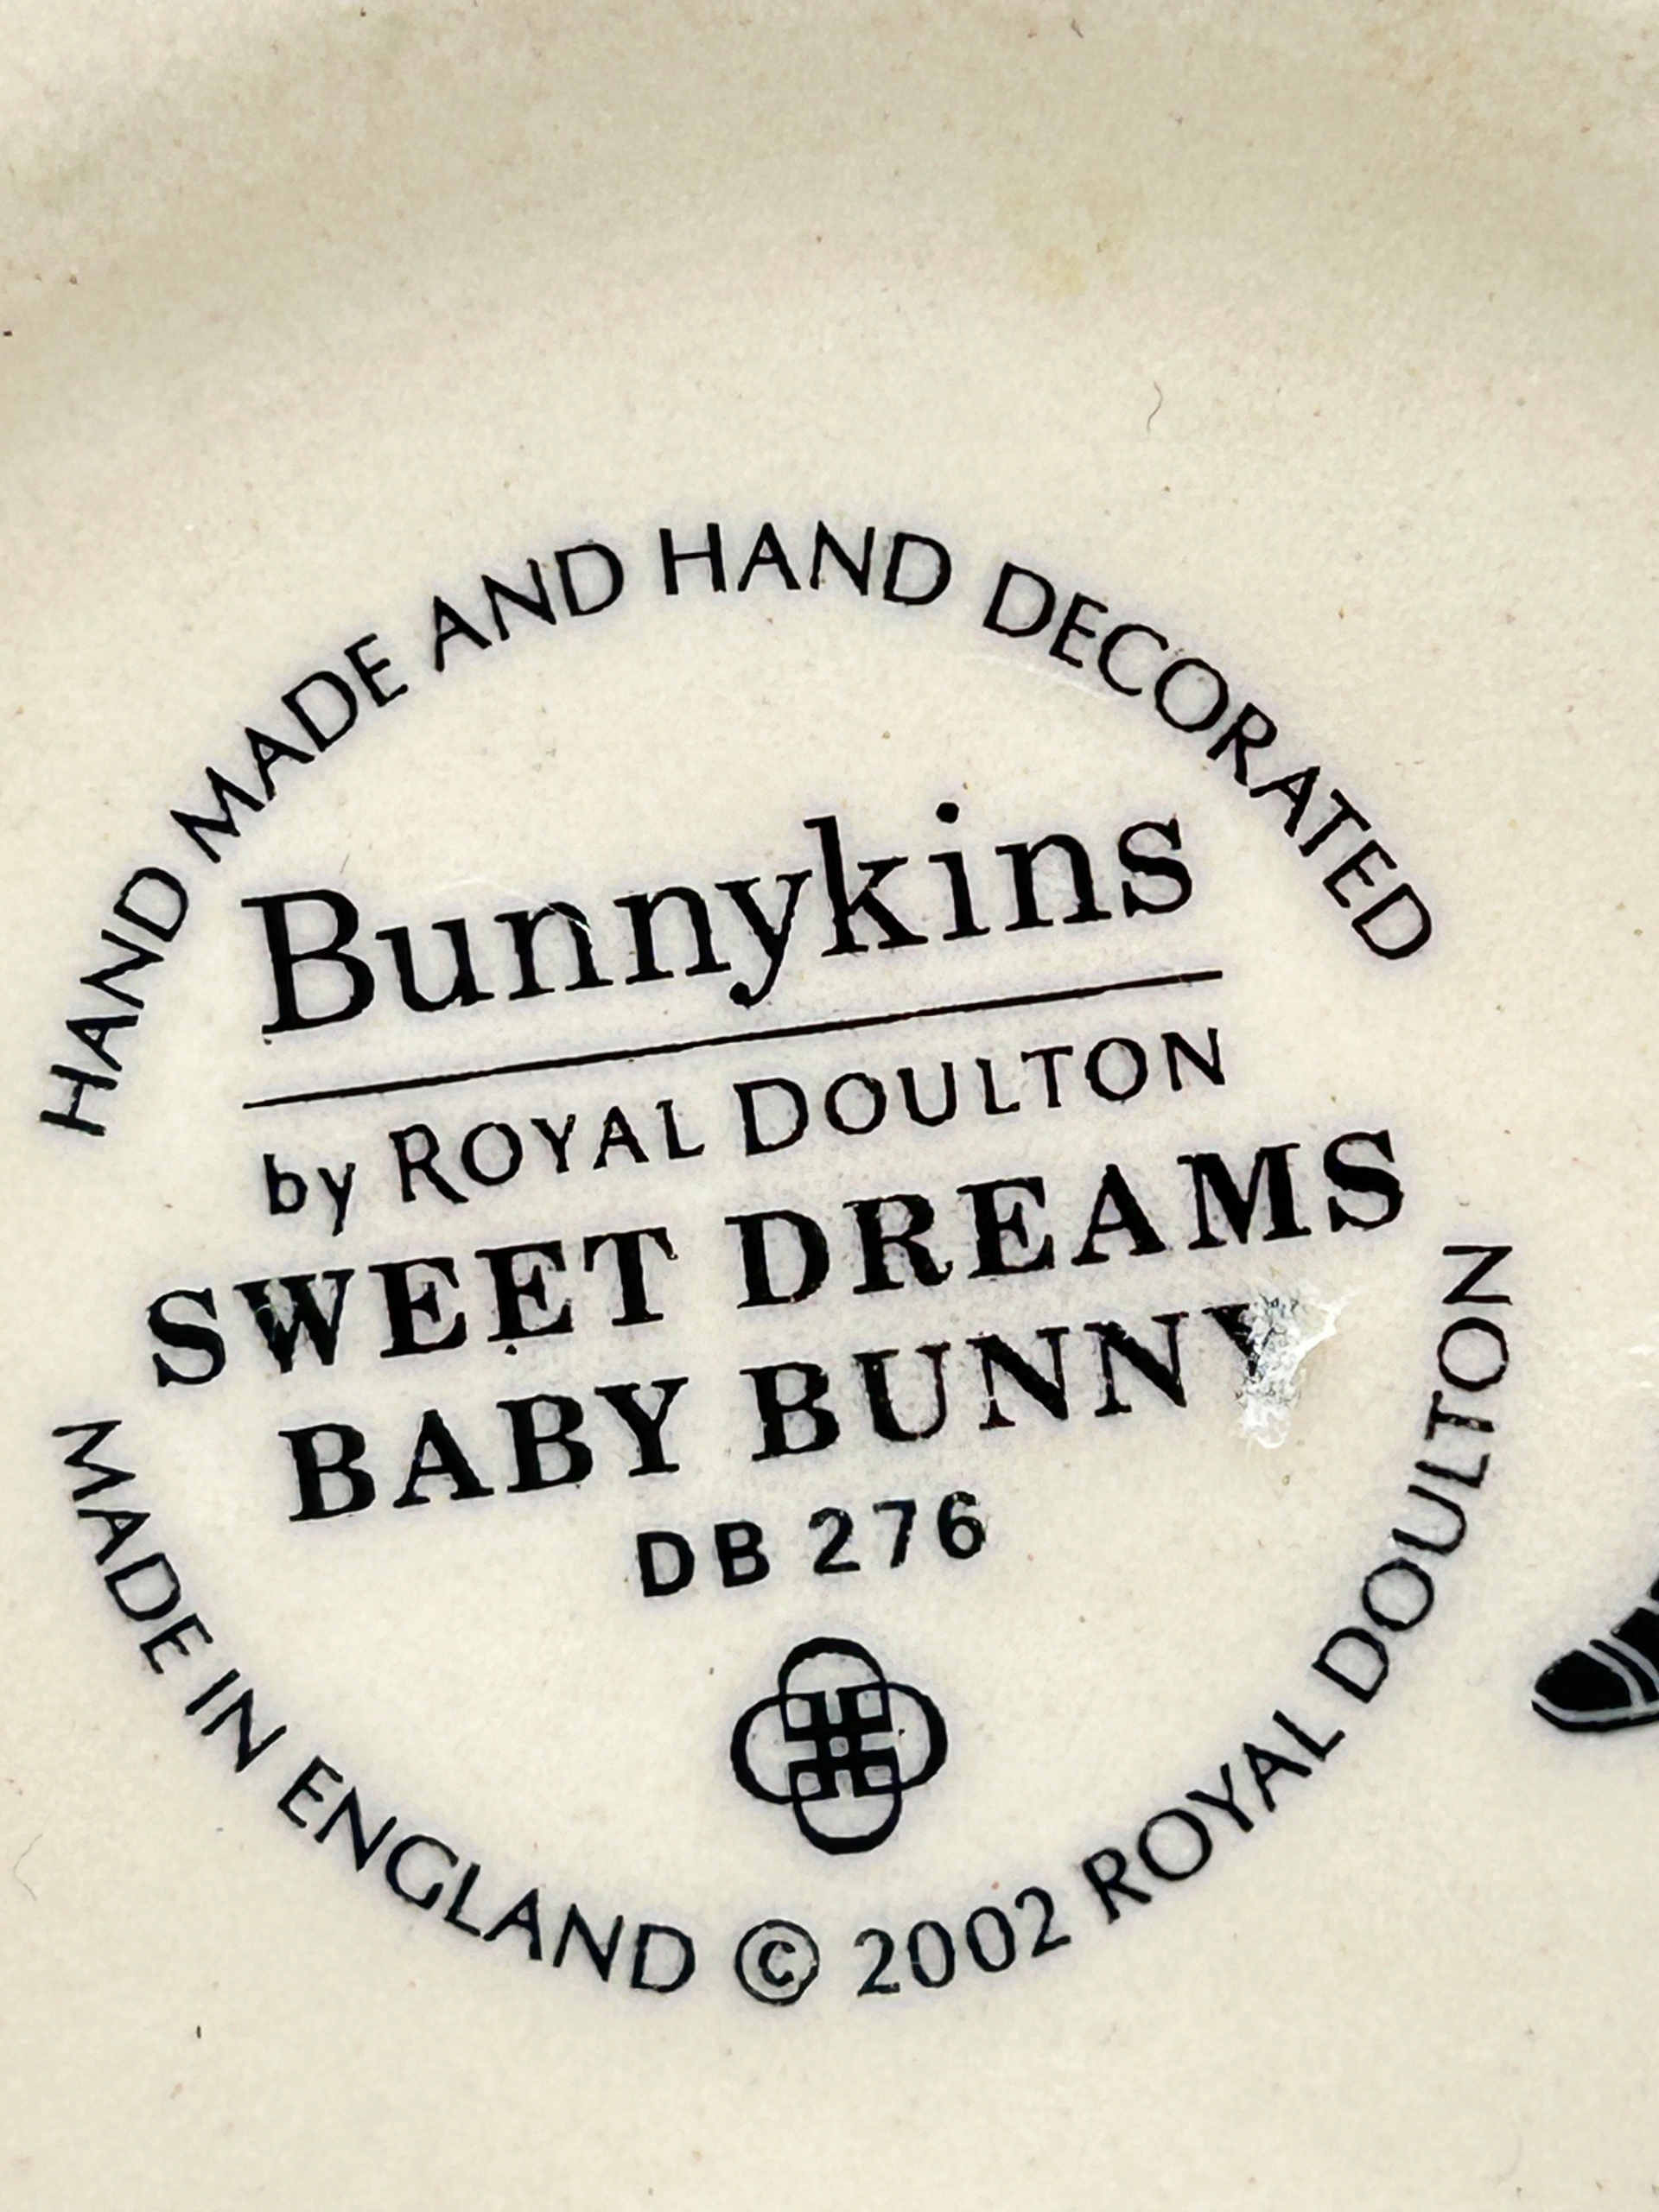 HAND MADE AND HAND DECORATED
Bunnykins
by ROYAL DOULTON
SWEET DREAMS
BABY BUNNY
DB 276
MADE IN ENGLAND © 2002 ROYAL DOULTON